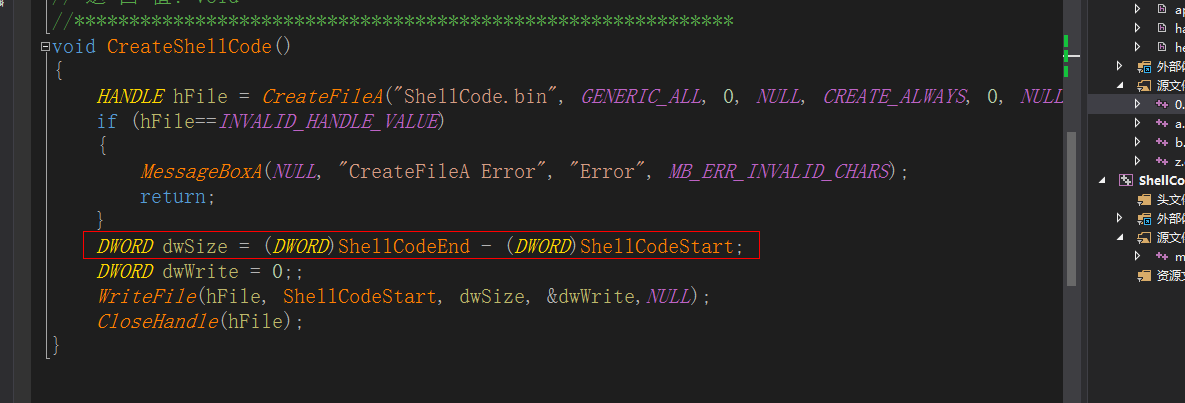 // 返 回 值: void
//************************************************************
void CreateShellCode()
{
HANDLE hFile = CreateFileA("ShellCode.bin", GENERIC_ALL, 0, NULL, CREATE_ALWAYS, 0, NULL
if (hFile==INVALID_HANDLE_VALUE)
{
MessageBoxA(NULL, "CreateFileA Error", "Error", MB_ERR_INVALID_CHARS);
return;
}
DWORD dwSize = (DWORD)ShellCodeEnd - (DWORD)ShellCodeStart;
DWORD dwWrite = 0;;
WriteFile(hFile, ShellCodeStart, dwSize, &dwWrite,NULL);
CloseHandle(hFile);
}
ap
ha
he
外部
源文
0.
a.
b.
z.
ShellCo
头文
外部
源文
m
资源